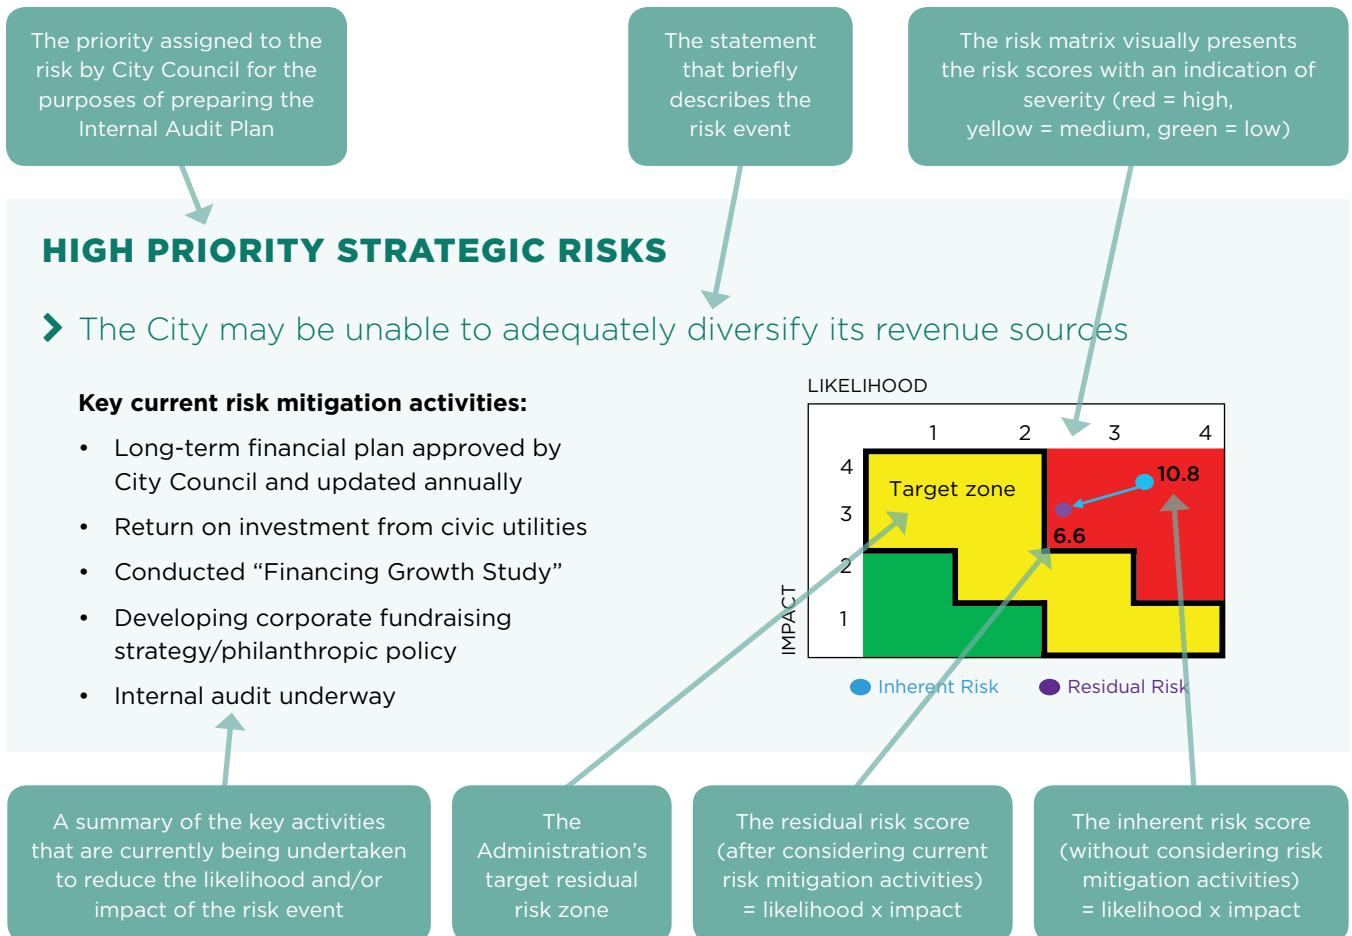 The priority assigned to the
risk by City Council for the
purposes of preparing the
Internal Audit Plan
The statement
that briefly
describes the
risk event
The risk matrix visually presents
the risk scores with an indication of
severity (red = high,
yellow = medium, green = low)
HIGH PRIORITY STRATEGIC RISKS
The City may be unable to adequately diversify its revenue sources
Key current risk mitigation activities:
• Long-term financial plan approved by
City Council and updated annually
• Return on investment from civic utilities
• Conducted “Financing Growth Study”
• Developing corporate fundraising
strategy/philanthropic policy
• Internal audit underway
LIKELIHOOD
1 2 3 4
4
3
2
1
IMPACT
Target zone
10.8
6.6
Inherent Risk
Residual Risk
A summary of the key activities
that are currently being undertaken
to reduce the likelihood and/or
impact of the risk event
The
Administration’s
target residual
risk zone
The residual risk score
(after considering current
risk mitigation activities)
= likelihood x impact
The inherent risk score
(without considering risk
mitigation activities)
= likelihood x impact